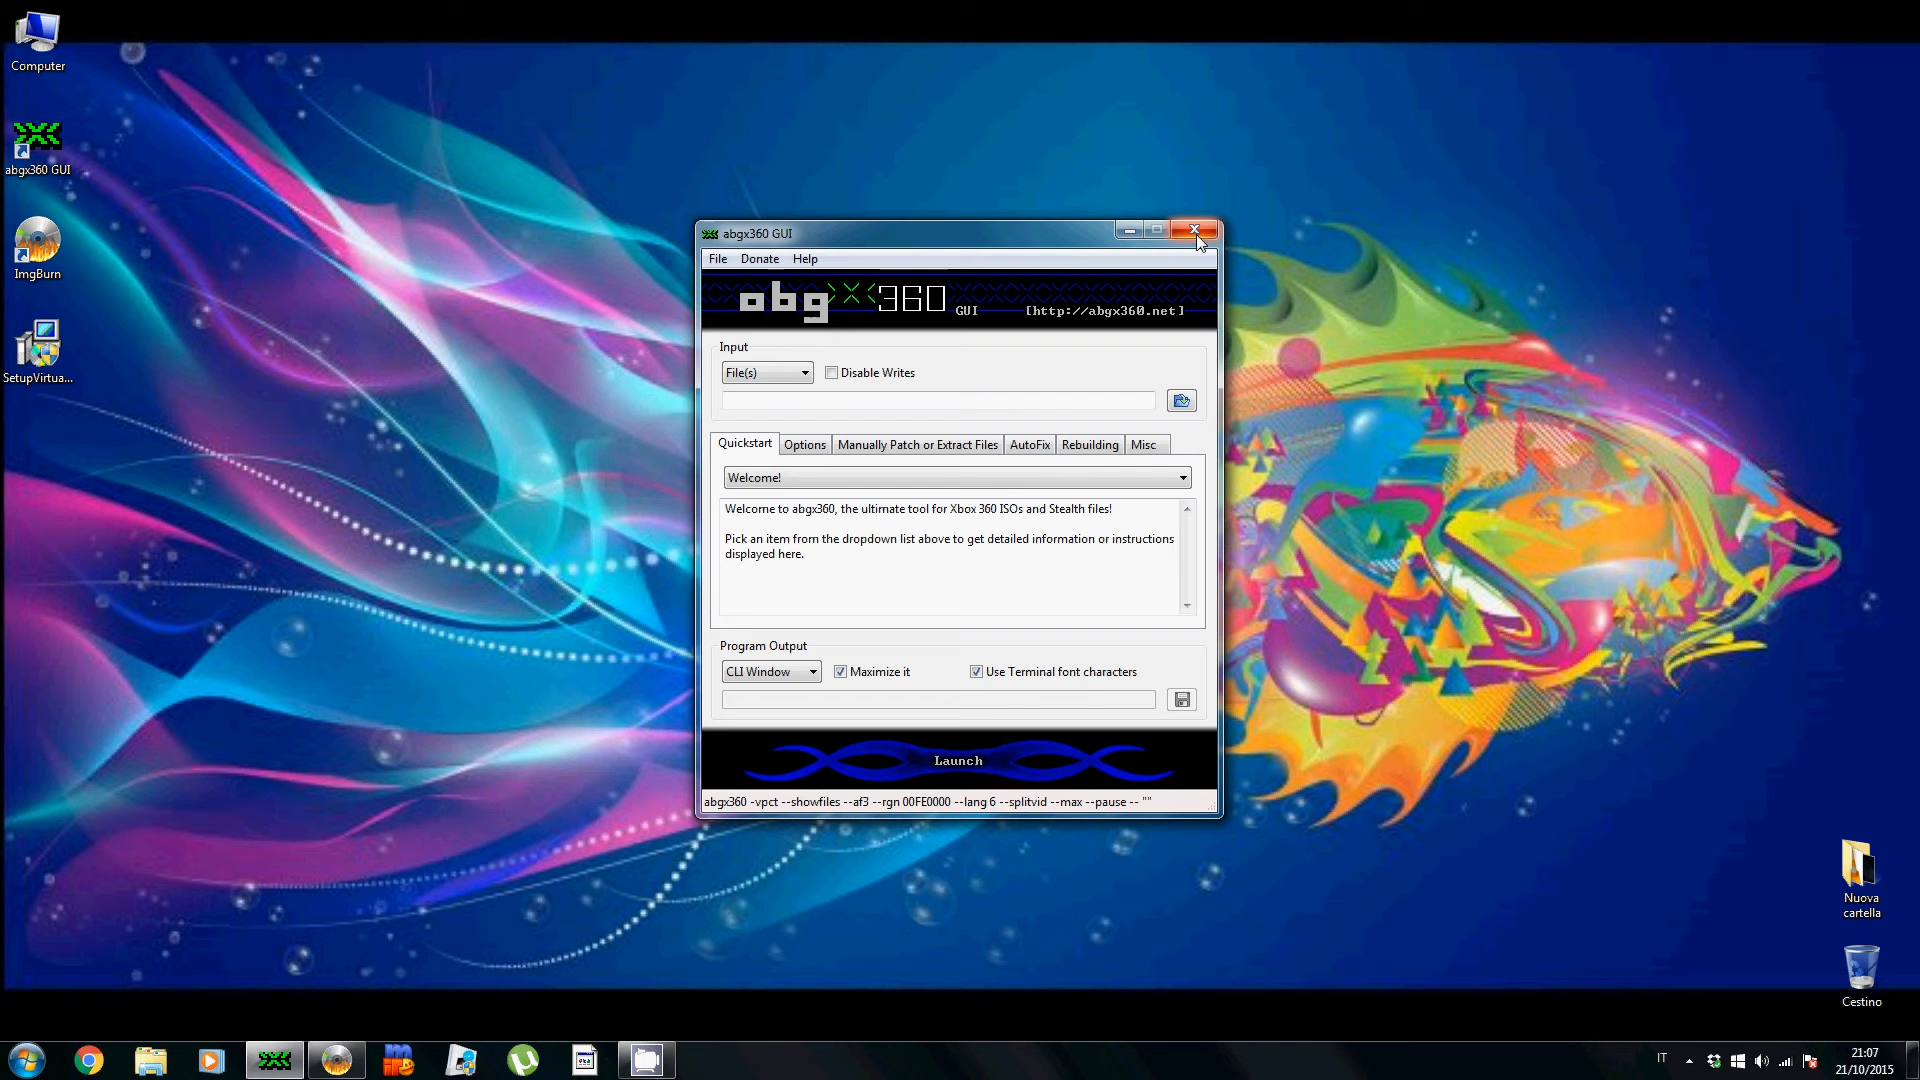 Computer
abgx360 GUI
ImgBurn
SetupVirtua...
abgx360 GUI
File Donate Help
abgx360 GUI [http://abgx360.net]
Input
File(s) Disable Writes
Quickstart Options Manually Patch or Extract Files AutoFix Rebuilding Misc
Welcome!
Welcome to abgx360, the ultimate tool for Xbox 360 ISOs and Stealth files!
Pick an item from the dropdown list above to get detailed information or instructions
displayed here.
Program Output
CLI Window Maximize it Use Terminal font characters
Launch
abgx360 -vpct --showfiles --af3 --rgn 00FE0000 --lang 6 --splitvid --max --pause -- ""
Nuova
cartella
Cestino
IT
21:07
21/10/2015